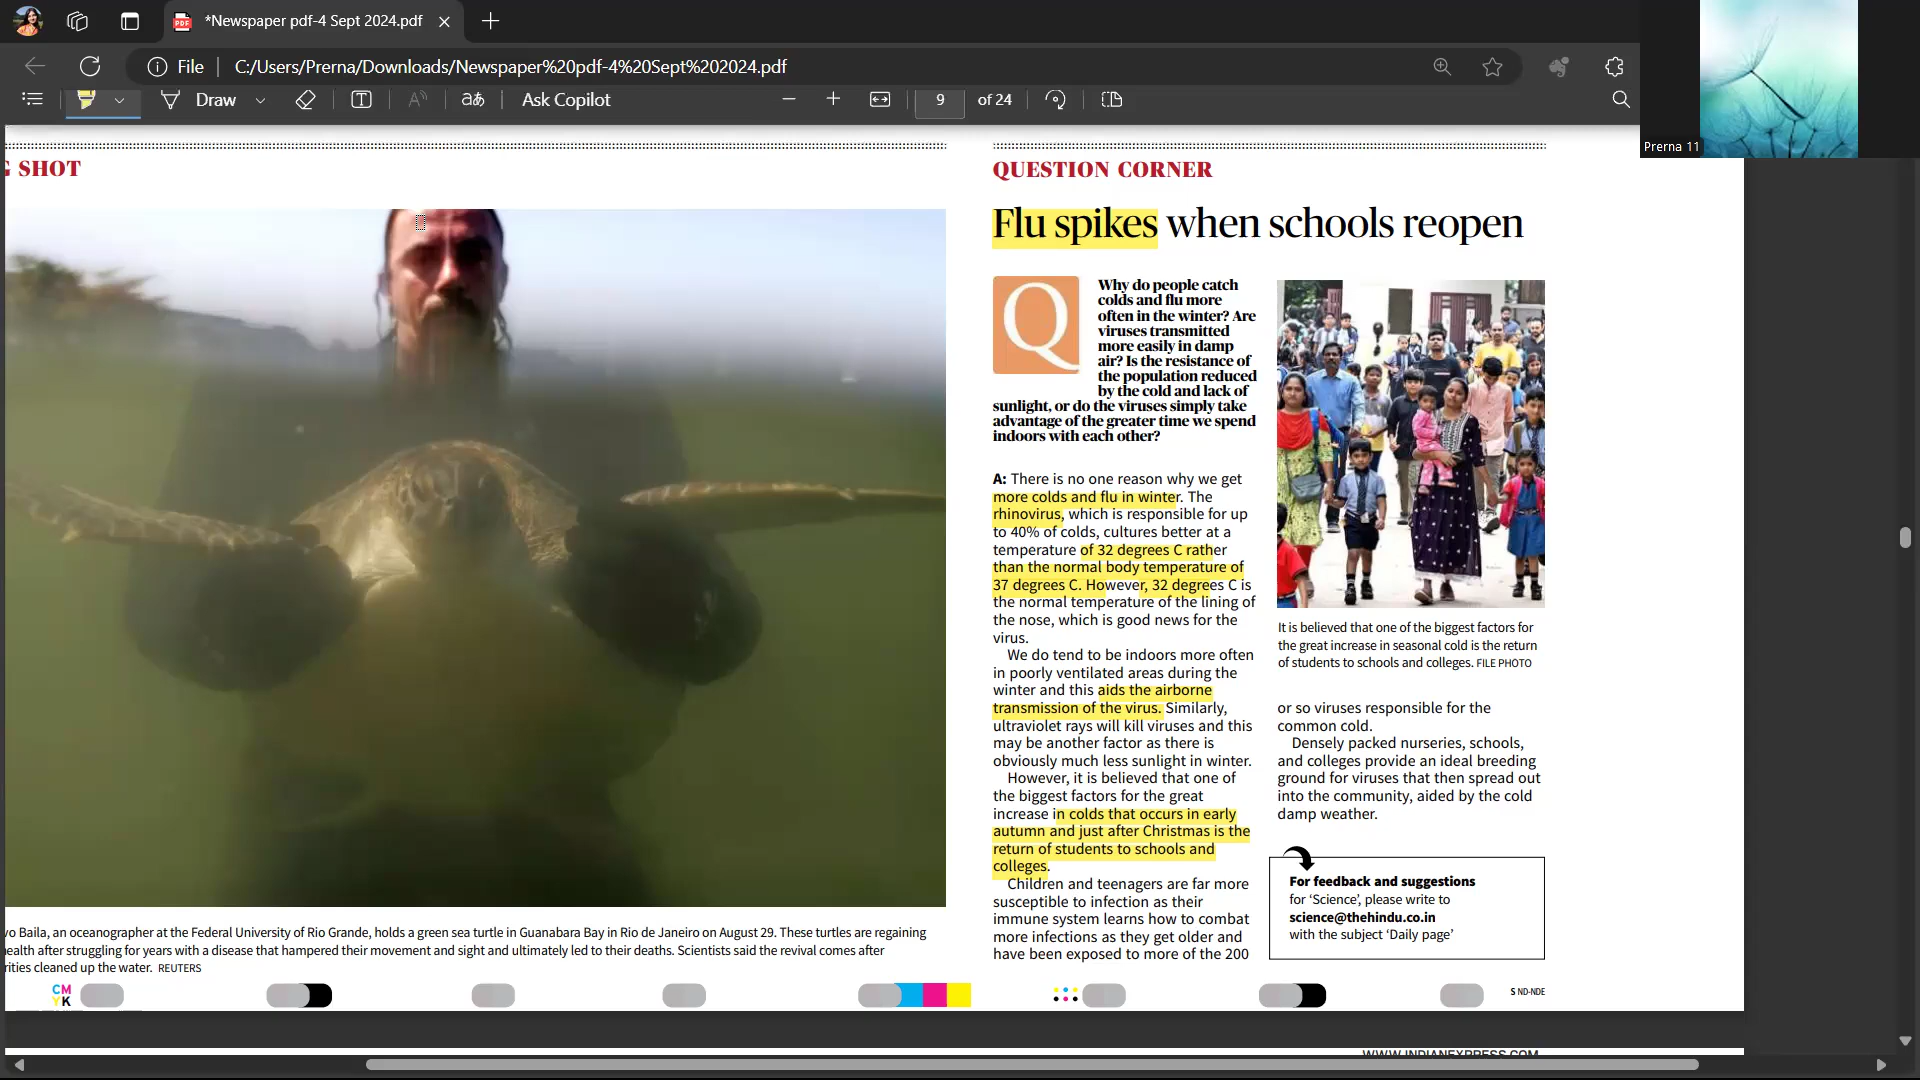 *Newspaper pdf-4 Sept 2024.pdf
File
C:/Users/Prerna/Downloads/Newspaper%20pdf-4%20Sept%202024.pdf
Draw
aあ
Ask Copilot
9
of 24
Prerna 11
G SHOT
QUESTION CORNER
Flu spikes when schools reopen
Q
Why do people catch
colds and flu more
often in the winter? Are
viruses transmitted
more easily in damp
air? Is the resistance of
the population reduced
by the cold and lack of
sunlight, or do the viruses simply take
advantage of the greater time we spend
indoors with each other?
A: There is no one reason why we get
more colds and flu in winter. The
rhinovirus, which is responsible for up
to 40% of colds, cultures better at a
temperature of 32 degrees C rather
than the normal body temperature of
37 degrees C. However, 32 degrees C is
the normal temperature of the lining of
the nose, which is good news for the
virus.
We do tend to be indoors more often
in poorly ventilated areas during the
winter and this aids the airborne
transmission of the virus. Similarly,
ultraviolet rays will kill viruses and this
may be another factor as there is
obviously much less sunlight in winter.
However, it is believed that one of
the biggest factors for the great
increase in colds that occurs in early
autumn and just after Christmas is the
return of students to schools and
colleges.
Children and teenagers are far more
susceptible to infection as their
immune system learns how to combat
more infections as they get older and
have been exposed to more of the 200
It is believed that one of the biggest factors for
the great increase in seasonal cold is the return
of students to schools and colleges. FILE PHOTO
or so viruses responsible for the
common cold.
Densely packed nurseries, schools,
and colleges provide an ideal breeding
ground for viruses that then spread out
into the community, aided by the cold
damp weather.
For feedback and suggestions
for ‘Science’, please write to
science@thehindu.co.in
with the subject ‘Daily page’
vo Baila, an oceanographer at the Federal University of Rio Grande, holds a green sea turtle in Guanabara Bay in Rio de Janeiro on August 29. These turtles are regaining
ealth after struggling for years with a disease that hampered their movement and sight and ultimately led to their deaths. Scientists said the revival comes after
rities cleaned up the water. REUTERS
CM
YK
S ND-NDE
WWW.INDIANEXPRESS.COM